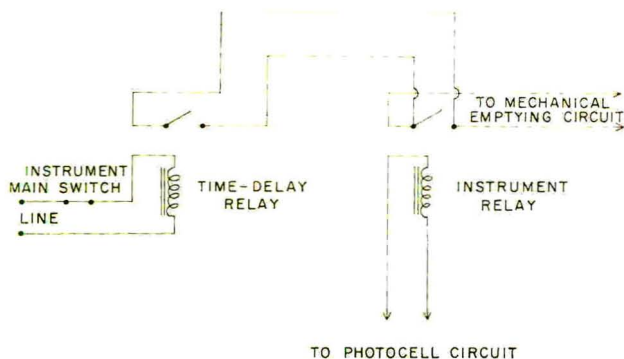 TO MECHANICAL
EMPTYING CIRCUIT
INSTRUMENT
MAIN SWITCH
LINE
TIME-DELAY
RELAY
INSTRUMENT
RELAY
TO PHOTOCELL CIRCUIT